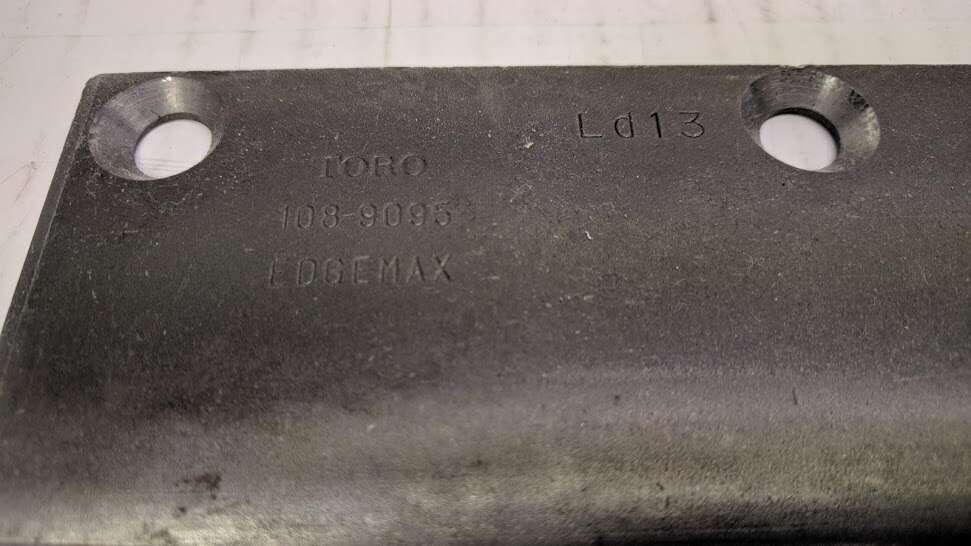 Ld13
TORO
108-9095
EDGEMAX